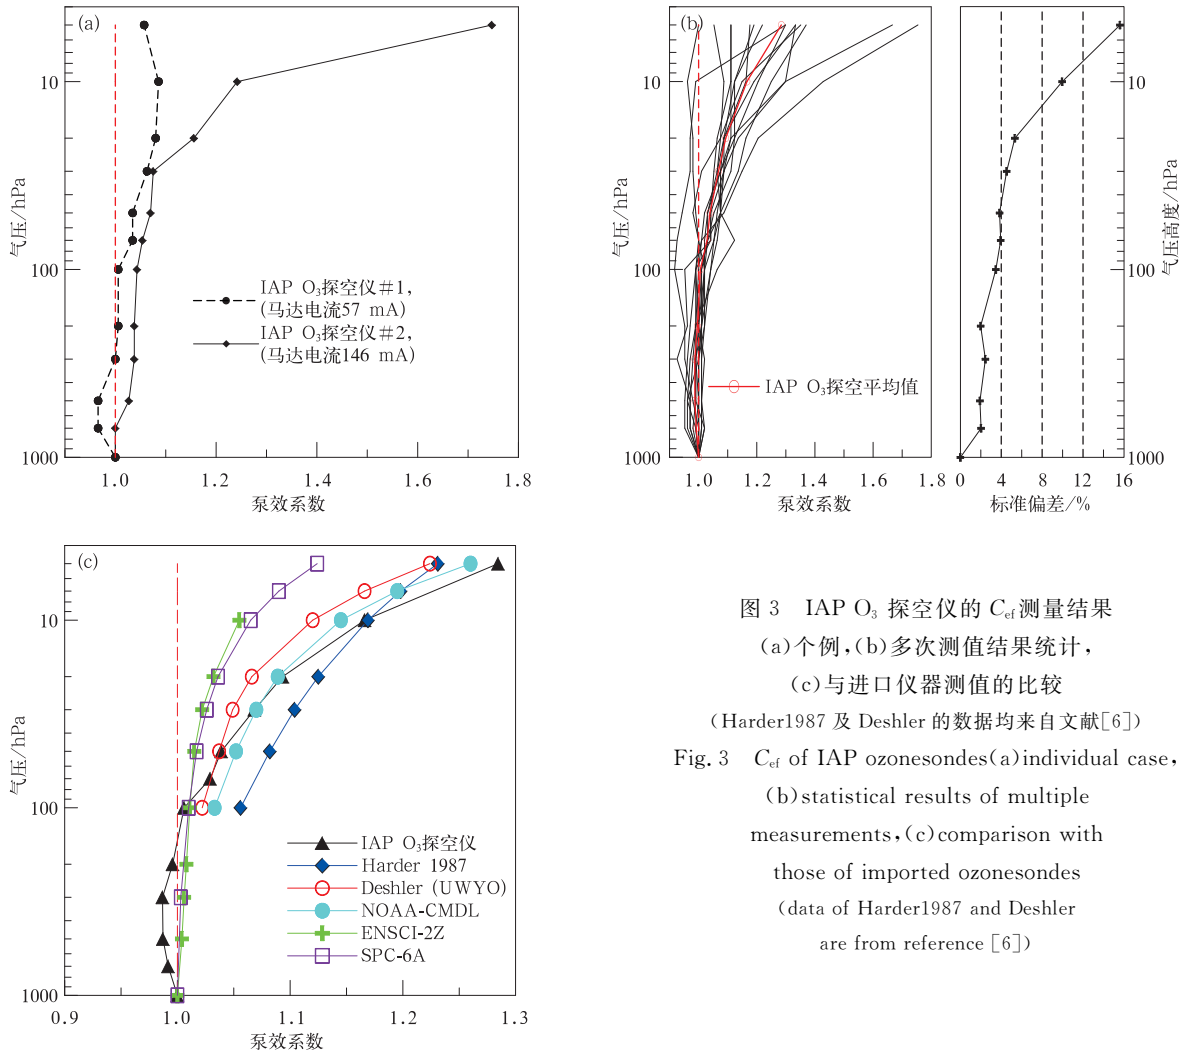 (a)
10
100
1000
气压/hPa
1.0
1.2
1.4
1.6
1.8
泵效系数
IAP O₃探空仪#1,
(马达电流57 mA)
IAP O₃探空仪#2,
(马达电流146 mA)
(b)
10
100
1000
气压/hPa
1.0
1.2
1.4
1.6
1.8
泵效系数
IAP O₃探空平均值
10
100
1000
气压高度/hPa
0
4
8
12
16
标准偏差/%
(c)
10
100
1000
气压/hPa
0.9
1.0
1.1
1.2
1.3
泵效系数
IAP O₃探空仪
Harder 1987
Deshler (UWYO)
NOAA-CMDL
ENSCI-2Z
SPC-6A
图 3 IAP O₃ 探空仪的 Cef测量结果
(a)个例,(b)多次测值结果统计,
(c)与进口仪器测值的比较
(Harder1987 及 Deshler 的数据均来自文献[6])
Fig. 3 Cef of IAP ozonesondes(a)individual case,
(b)statistical results of multiple
measurements,(c)comparison with
those of imported ozonesondes
(data of Harder1987 and Deshler
are from reference [6])